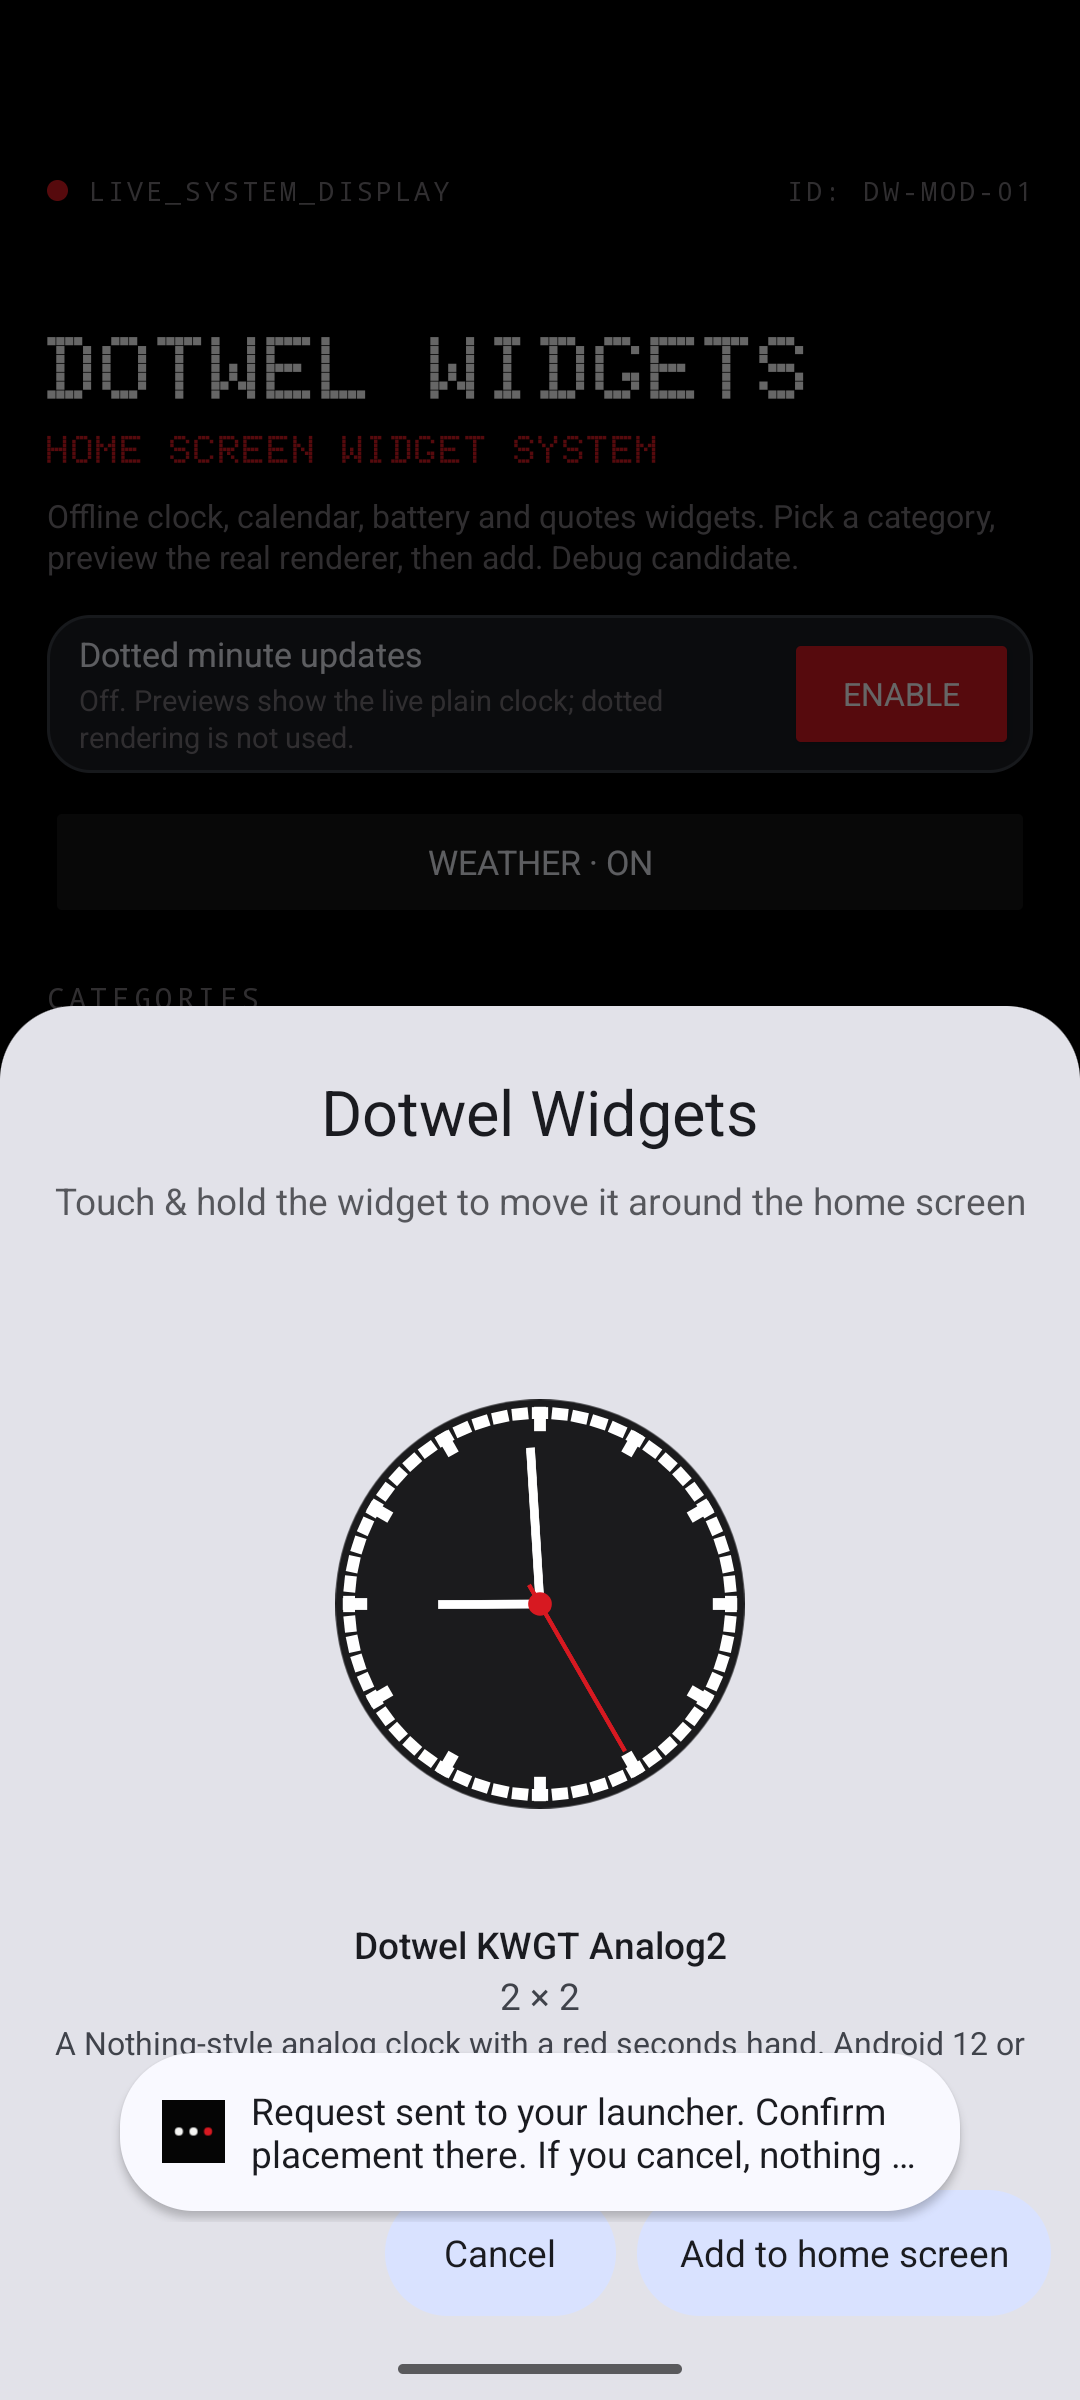 LIVE_SYSTEM_DISPLAY
ID: DW-MOD-01
DOTWEL WIDGETS
HOME SCREEN WIDGET SYSTEM
Offline clock, calendar, battery and quotes widgets. Pick a category,
preview the real renderer, then add. Debug candidate.
Dotted minute updates
Off. Previews show the live plain clock; dotted
rendering is not used.
ENABLE
WEATHER · ON
CATEGORIES
Dotwel Widgets
Touch & hold the widget to move it around the home screen
Dotwel KWGT Analog2
2 × 2
A Nothing-style analog clock with a red seconds hand. Android 12 or
Request sent to your launcher. Confirm
placement there. If you cancel, nothing …
Cancel
Add to home screen